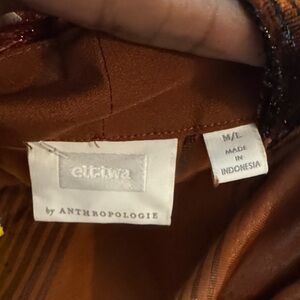 eltiwa
by ANTHROPOLOGIE
M/L
MADE
IN
INDONESIA